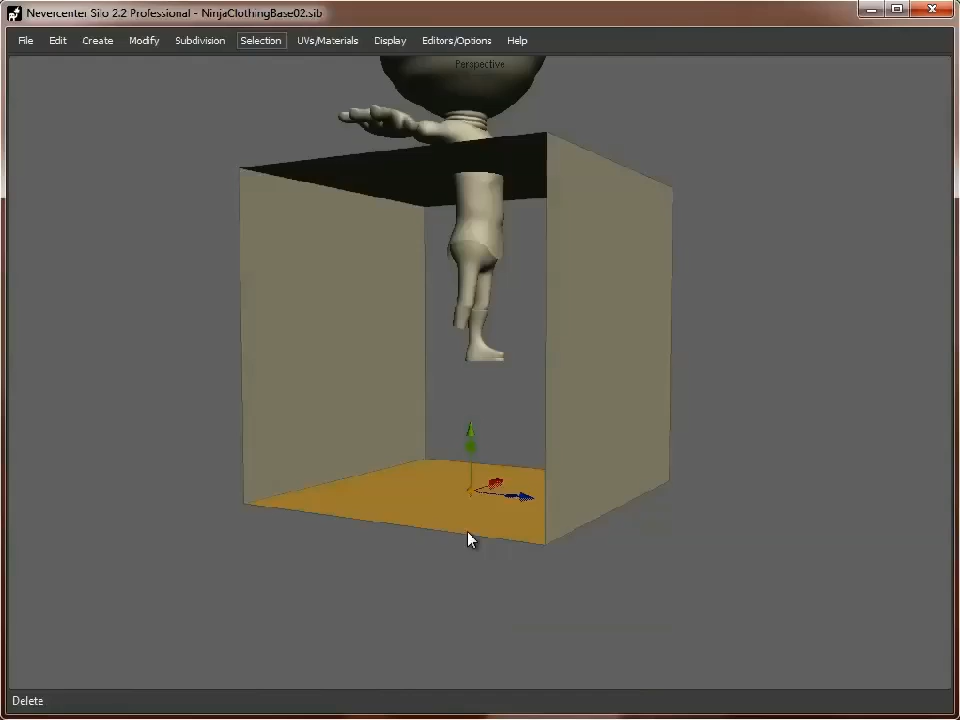 Nevercenter Silo 2.2 Professional - NinjaClothingBase02.sib
File Edit Create Modify Subdivision Selection UVs/Materials Display Editors/Options Help
Perspective
Delete